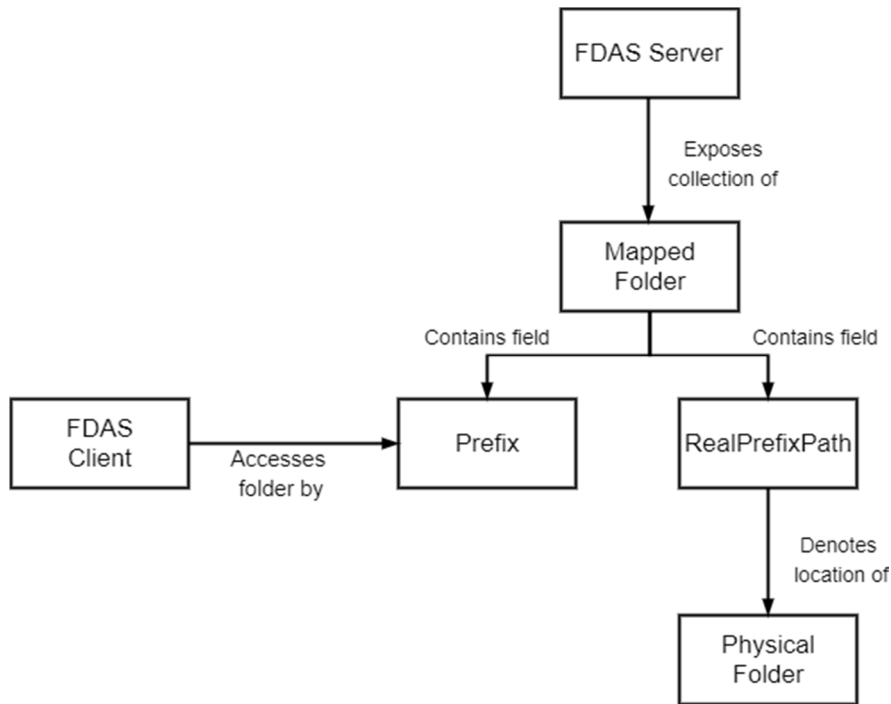 FDAS Server
Exposes
collection of
Mapped
Folder
Contains field
Contains field
FDAS
Client
Accesses
folder by
Prefix
RealPrefixPath
Denotes
location of
Physical
Folder